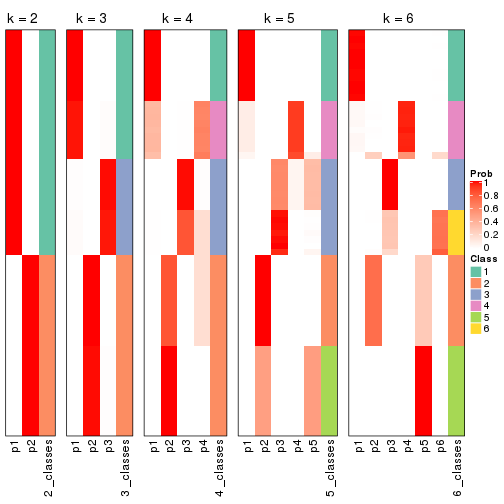 k = 2
k = 3
k = 4
k = 5
k = 6
Prob
1
0.8
0.6
0.4
0.2
0
Class
1
2
3
4
5
6
p1
p2
2_classes
p1
p2
p3
3_classes
p1
p2
p3
p4
4_classes
p1
p2
p3
p4
p5
5_classes
p1
p2
p3
p4
p5
p6
6_classes